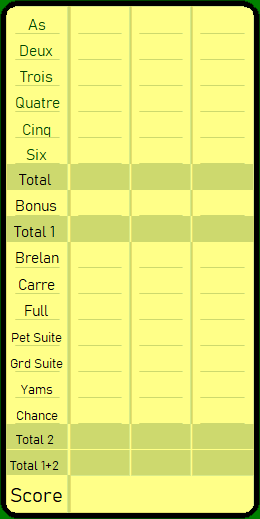 As
Deux
Trois
Quatre
Cinq
Six
Total
Bonus
Total 1
Brelan
Carre
Full
Pet Suite
Grd Suite
Yams
Chance
Total 2
Total 1+2
Score